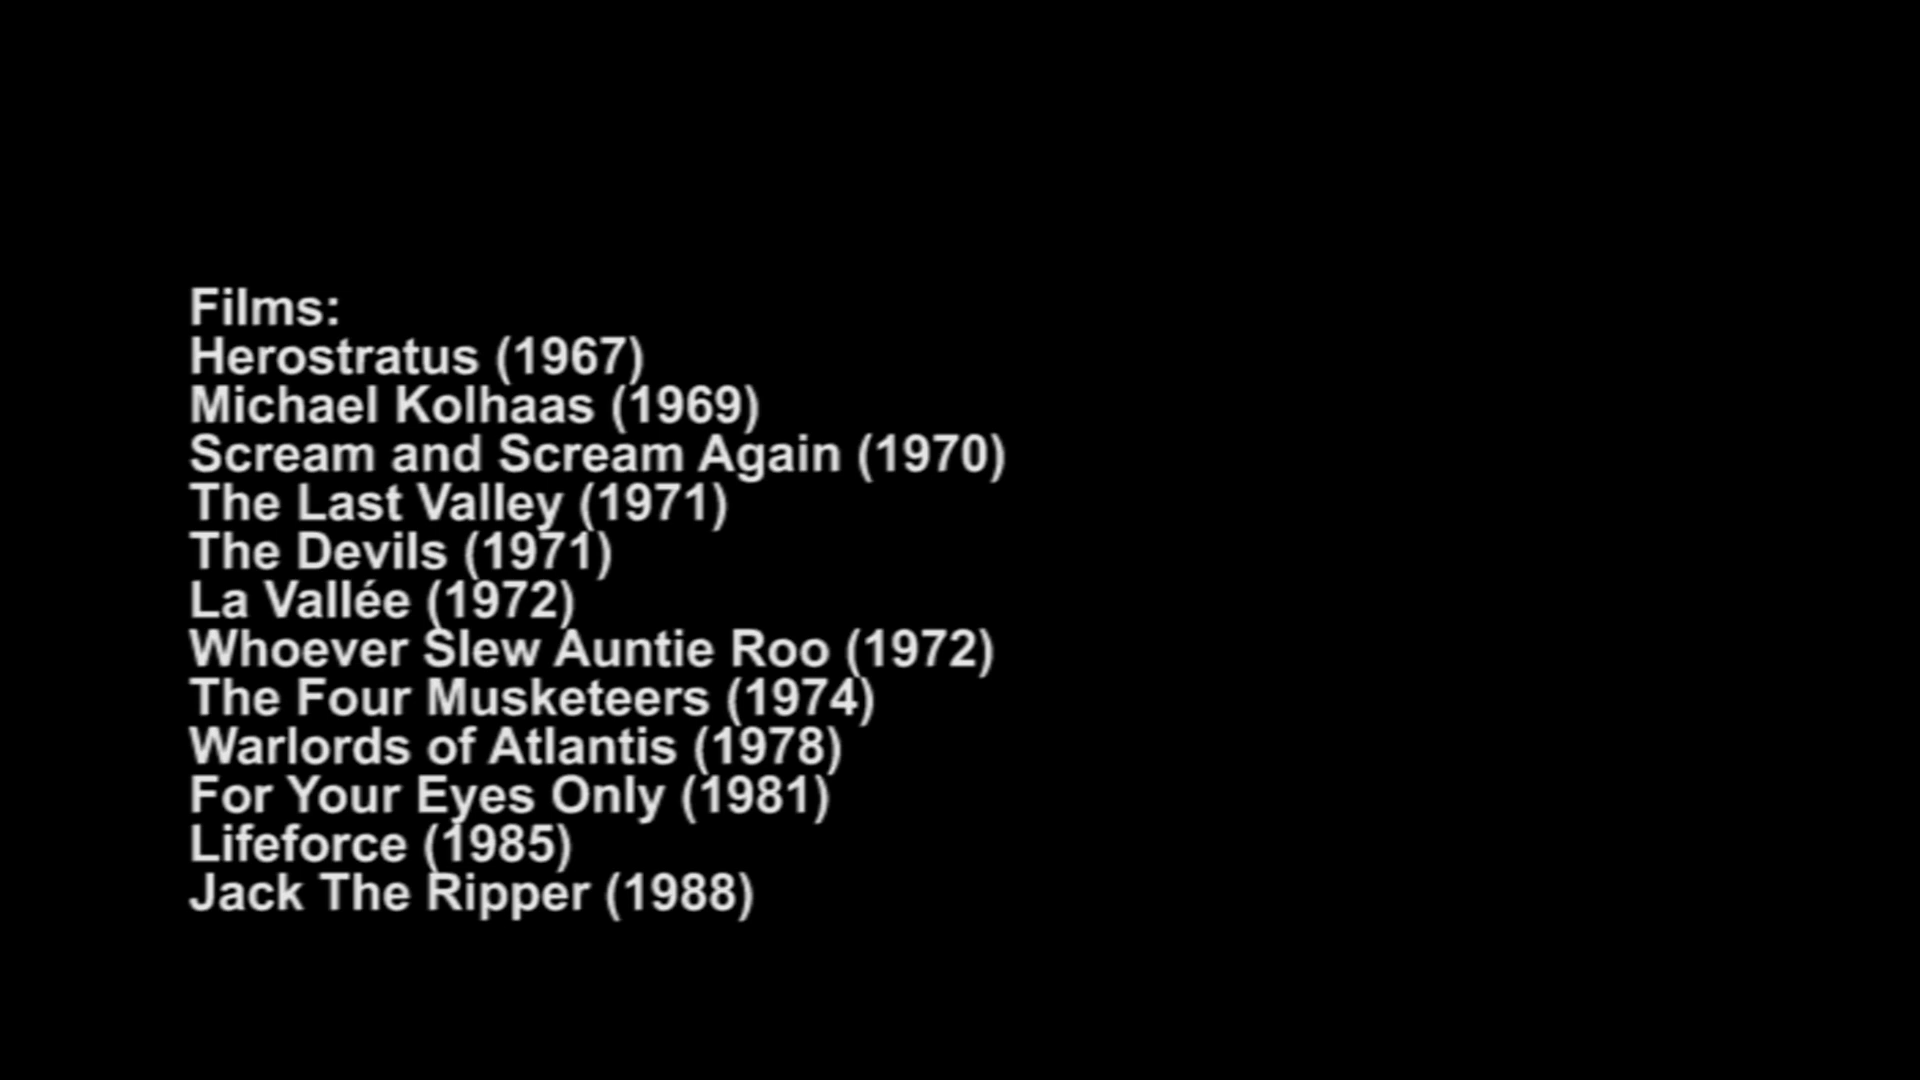 Films:
Herostratus (1967)
Michael Kolhaas (1969)
Scream and Scream Again (1970)
The Last Valley (1971)
The Devils (1971)
La Vallée (1972)
Whoever Slew Auntie Roo (1972)
The Four Musketeers (1974)
Warlords of Atlantis (1978)
For Your Eyes Only (1981)
Lifeforce (1985)
Jack The Ripper (1988)